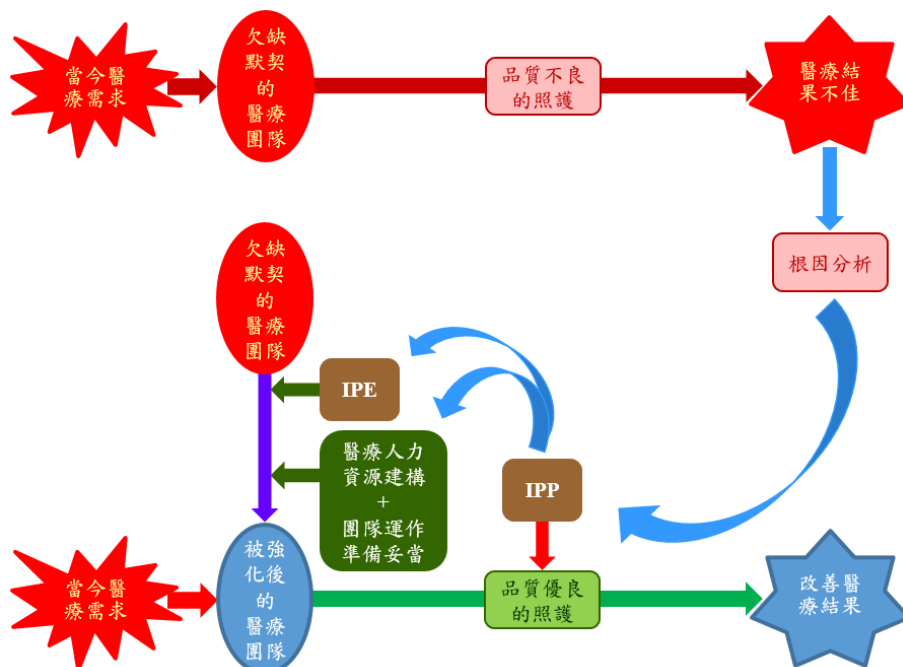 當今醫
療需求
欠缺
默契
的
醫療
團隊
品質不良
的照護
醫療結
果不佳
根因分析
欠缺
默契
的
醫療
團隊
IPE
醫療人力
資源建構
+
團隊運作
準備妥當
IPP
當今醫
療需求
被強
化後
的
醫療
團隊
品質優良
的照護
改善醫
療結果